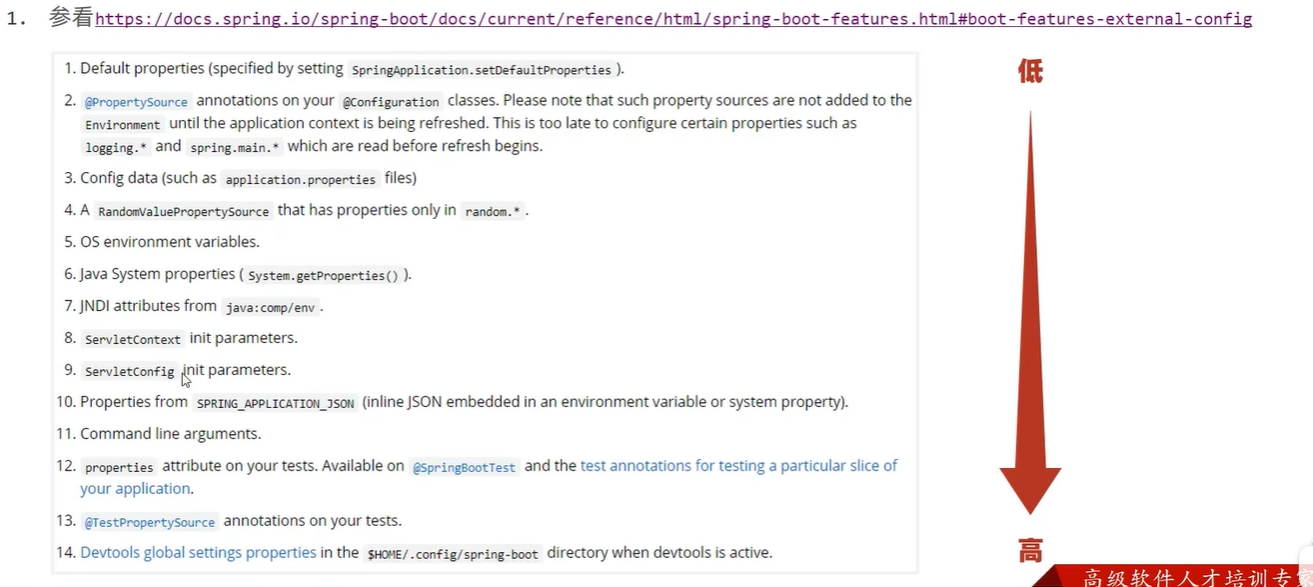 1. 参看https://docs.spring.io/spring-boot/docs/current/reference/html/spring-boot-features.html#boot-features-external-config
低
1. Default properties (specified by setting SpringApplication.setDefaultProperties ).
2. @PropertySource annotations on your @Configuration classes. Please note that such property sources are not added to the
Environment until the application context is being refreshed. This is too late to configure certain properties such as
logging.* and spring.main.* which are read before refresh begins.
3. Config data (such as application.properties files)
4. A RandomValuePropertySource that has properties only in random.* .
5. OS environment variables.
6. Java System properties ( System.getProperties() ).
7. JNDI attributes from java:comp/env .
8. ServletContext init parameters.
9. ServletConfig init parameters.
10. Properties from SPRING_APPLICATION_JSON (inline JSON embedded in an environment variable or system property).
11. Command line arguments.
12. properties attribute on your tests. Available on @SpringBootTest and the test annotations for testing a particular slice of
your application.
13. @TestPropertySource annotations on your tests.
14. Devtools global settings properties in the $HOME/.config/spring-boot directory when devtools is active.
高
高级软件人才培训专家